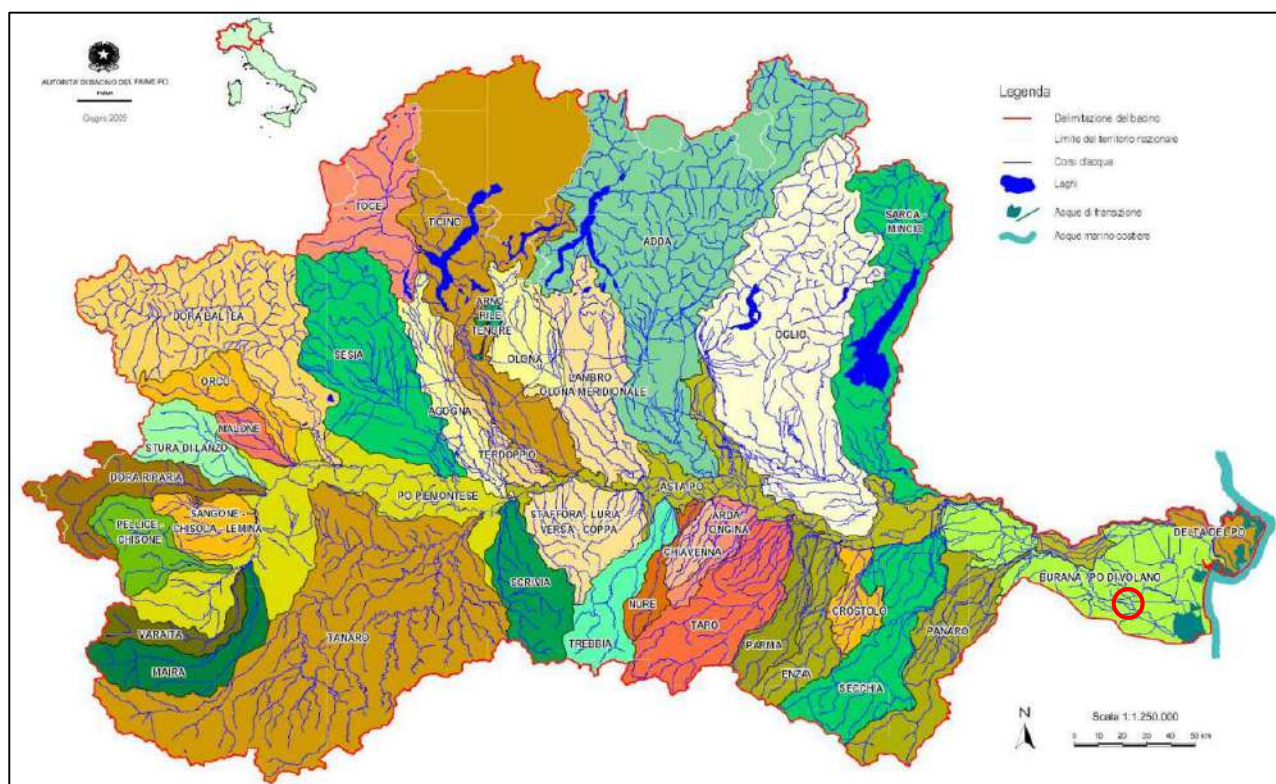 AUTORITA' DI BACINO DEL FIUME PO
PARMA
Giugno 2009
Legenda
Delimitazione del bacino
Limite del territorio nazionale
Corsi d'acqua
Laghi
Acque di transizione
Acque marino-costiere
TOCE
TICINO
ADDA
SARCA -
MINCIO
DORA BALTEA
ARNO
RILE
TENORE
SESIA
OLONA
OGLIO
LAMBRO -
OLONA MERIDIONALE
ORCO
AGOGNA
MALONE
STURA DI LANZO
TERDOPPIO
DORA RIPARIA
PO PIEMONTESE
ASTA PO
SANGONE -
CHISOLA - LEMINA
PELLICE -
CHISONE
STAFFORA - LURIA
VERSA - COPPA
ARDA
ONGINA
CHIAVENNA
DELTA DEL PO
BURANA - PO DI VOLANO
SCRIVIA
NURE
CROSTOLO
VARAITA
TANARO
TREBBIA
TARO
PARMA
PANARO
MAIRA
ENZA
SECCHIA
N
Scala 1:1.250.000
0 10 20 30 40 50 km